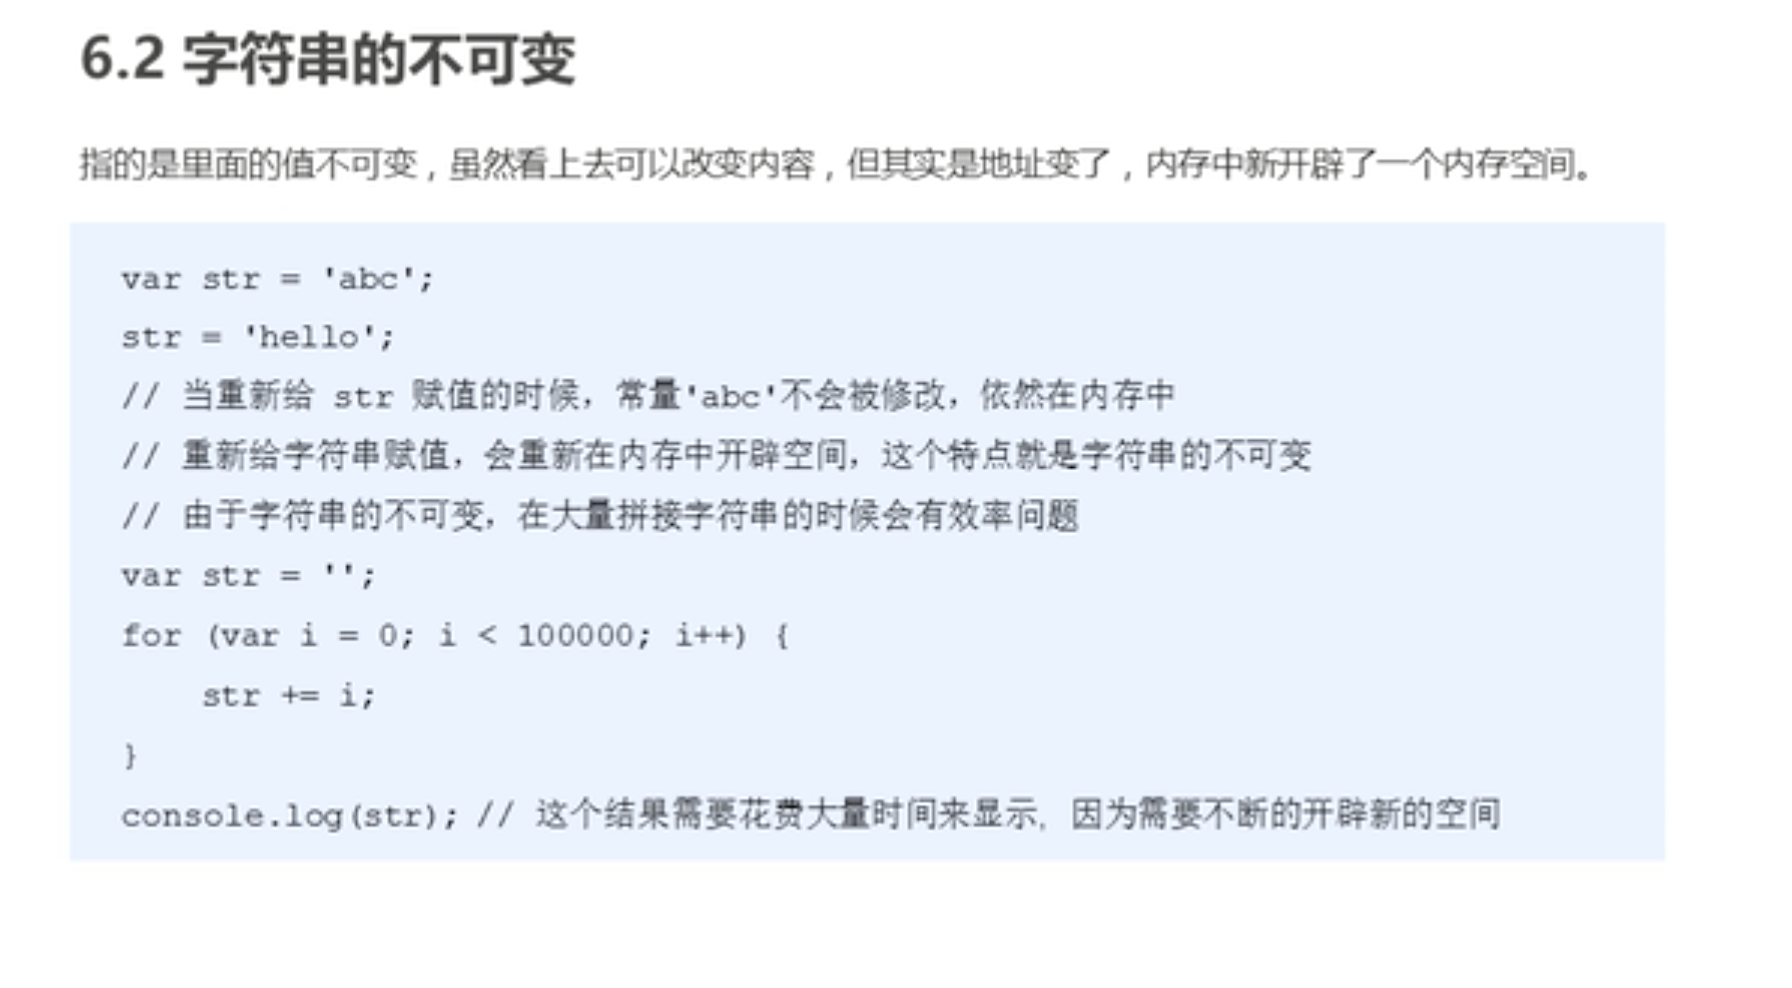 6.2 字符串的不可变
指的是里面的值不可变，虽然看上去可以改变内容，但其实是地址变了，内存中新开辟了一个内存空间。
var str = 'abc';
str = 'hello';
// 当重新给 str 赋值的时候，常量'abc'不会被修改，依然在内存中
// 重新给字符串赋值，会重新在内存中开辟空间，这个特点就是字符串的不可变
// 由于字符串的不可变，在大量拼接字符串的时候会有效率问题
var str = '';
for (var i = 0; i < 100000; i++) {
    str += i;
}
console.log(str); // 这个结果需要花费大量时间来显示，因为需要不断的开辟新的空间